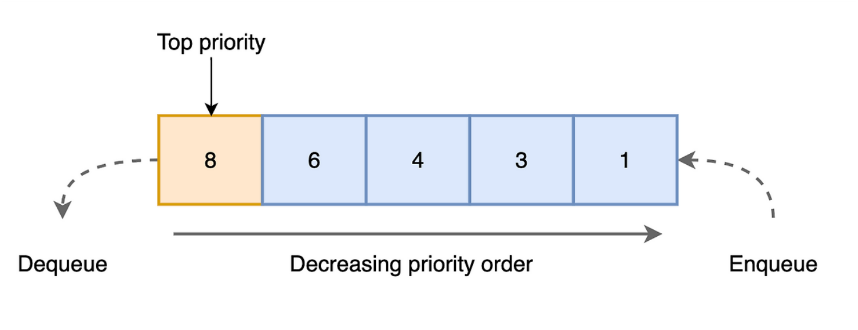 Top priority
8 6 4 3 1
Dequeue Decreasing priority order Enqueue